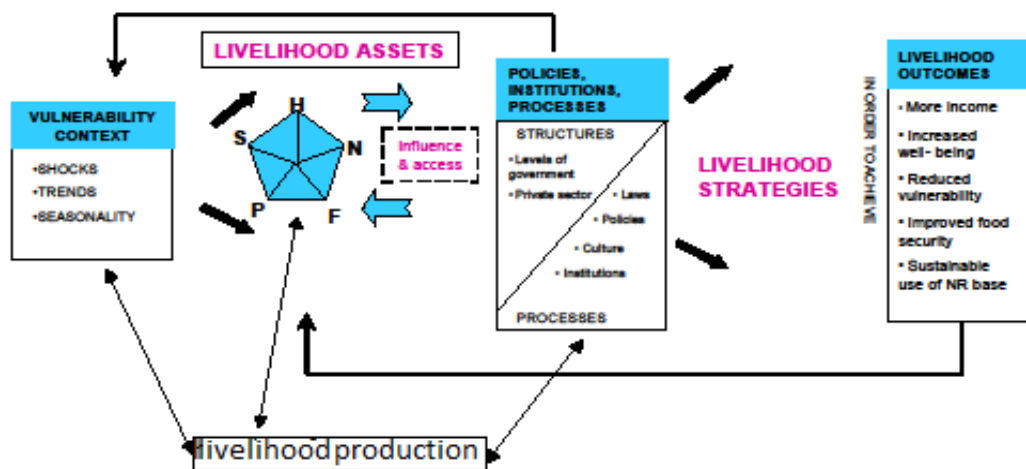 LIVELIHOOD ASSETS
VULNERABILITY
CONTEXT
•SHOCKS
•TRENDS
•SEASONALITY
H
S
N
P
F
Influence
& access
POLICIES,
INSTITUTIONS,
PROCESSES
STRUCTURES
• Levels of
government
• Private sector
• Laws
• Policies
• Culture
• Institutions
PROCESSES
LIVELIHOOD
STRATEGIES
IN ORDER TO ACHIEVE
LIVELIHOOD
OUTCOMES
• More income
• Increased
well- being
• Reduced
vulnerability
• Improved food
security
• Sustainable
use of NR base
livelihood production